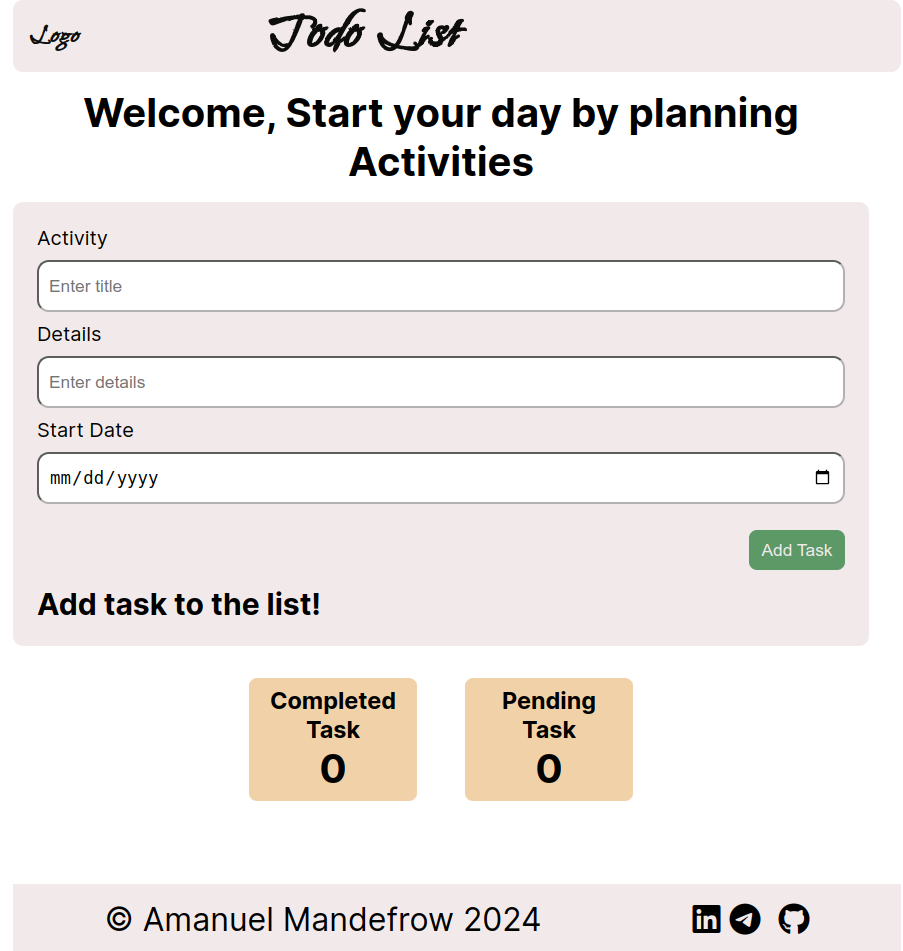 Logo
Todo List
Welcome, Start your day by planning
Activities
Activity
Enter title
Details
Enter details
Start Date
mm/dd/yyyy
Add Task
Add task to the list!
Completed
Task
0
Pending
Task
0
© Amanuel Mandefrow 2024
in